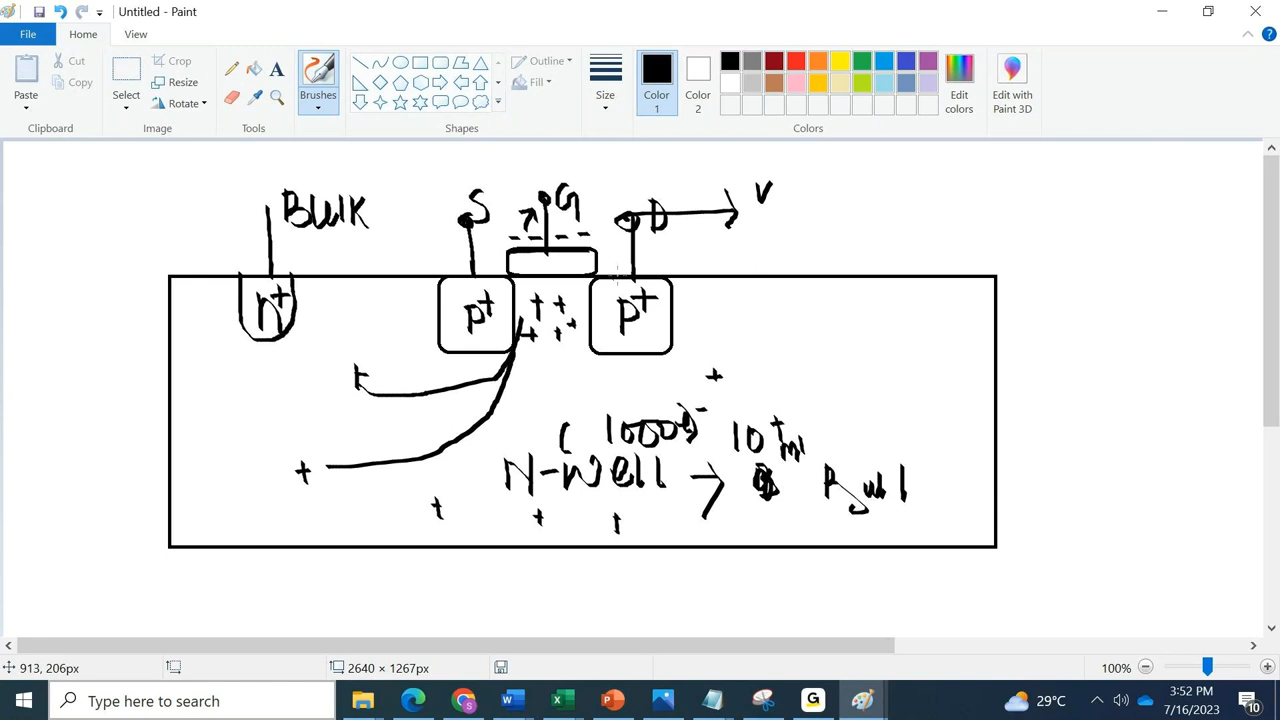 Untitled - Paint
File Home View
Paste
Cut
Copy
Clipboard
Select
Crop
Resize
Rotate
Image
Tools
Brushes
Shapes
Outline
Fill
Size
Color 1
Color 2
Colors
Edit colors
Edit with Paint 3D
Bulk S G D V
n+ p+ ++ p+
+
(1000)- 10+
+ N-Well →
+ + +
913, 206px
2640 × 1267px
100%
Type here to search
29°C
3:52 PM
7/16/2023
10